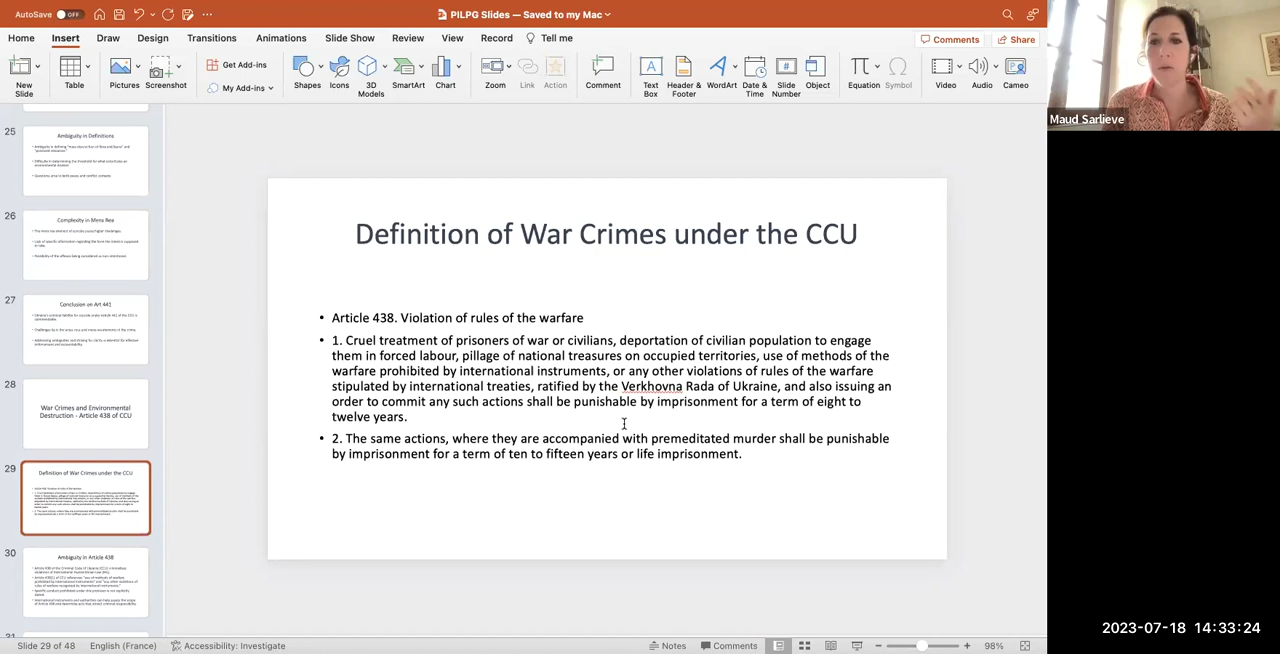 AutoSave OFF
PILPG Slides — Saved to my Mac
Home Insert Draw Design Transitions Animations Slide Show Review View Record Tell me Comments Share
New Slide
Table
Pictures
Screenshot
Get Add-ins
My Add-ins
Shapes
Icons
3D Models
SmartArt
Chart
Zoom
Link
Action
Comment
Text Box
Header & Footer
WordArt
Date & Time
Slide Number
Object
Equation
Symbol
Video
Audio
Cameo
Maud Sarlieve
25
Ambiguity in Definitions
26
Complexity in Mens Rea
27
Conclusion on Art 441
28
War Crimes and Environmental
Destruction - Article 438 of CCU
29
Definition of War Crimes under the CCU
30
Ambiguity in Article 438
Definition of War Crimes under the CCU
• Article 438. Violation of rules of the warfare
• 1. Cruel treatment of prisoners of war or civilians, deportation of civilian population to engage
them in forced labour, pillage of national treasures on occupied territories, use of methods of the
warfare prohibited by international instruments, or any other violations of rules of the warfare
stipulated by international treaties, ratified by the Verkhovna Rada of Ukraine, and also issuing an
order to commit any such actions shall be punishable by imprisonment for a term of eight to
twelve years.
• 2. The same actions, where they are accompanied with premeditated murder shall be punishable
by imprisonment for a term of ten to fifteen years or life imprisonment.
2023-07-18 14:33:24
Slide 29 of 48 English (France) Accessibility: Investigate Notes Comments 98%